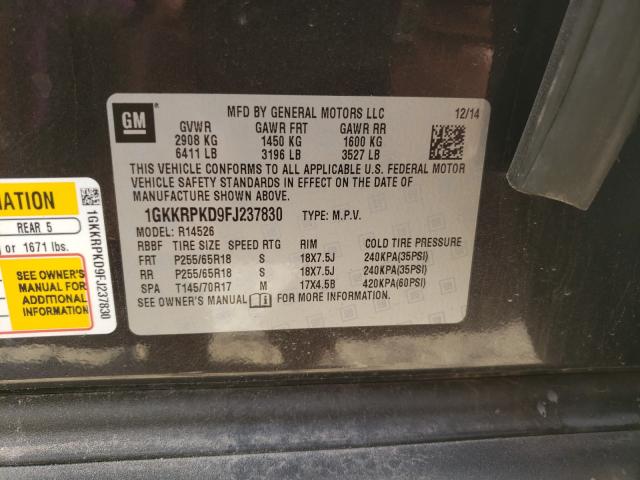 GM
MFD BY GENERAL MOTORS LLC 12/14
GVWR GAWR FRT GAWR RR
2908 KG 1450 KG 1600 KG
6411 LB 3196 LB 3527 LB
THIS VEHICLE CONFORMS TO ALL APPLICABLE U.S. FEDERAL MOTOR
VEHICLE SAFETY STANDARDS IN EFFECT ON THE DATE OF
MANUFACTURE SHOWN ABOVE.
1GKKRPKD9FJ237830 TYPE: M.P.V.
MODEL: R14526
RBBF TIRE SIZE SPEED RTG RIM COLD TIRE PRESSURE
FRT P255/65R18 S 18X7.5J 240KPA(35PSI)
RR P255/65R18 S 18X7.5J 240KPA(35PSI)
SPA T145/70R17 M 17X4.5B 420KPA(60PSI)
SEE OWNER'S MANUAL FOR MORE INFORMATION.
MATION
REAR 5
or 1671 lbs.
SEE OWNER'S
MANUAL FOR
ADDITIONAL
INFORMATION
1GKKRPKD9FJ237830